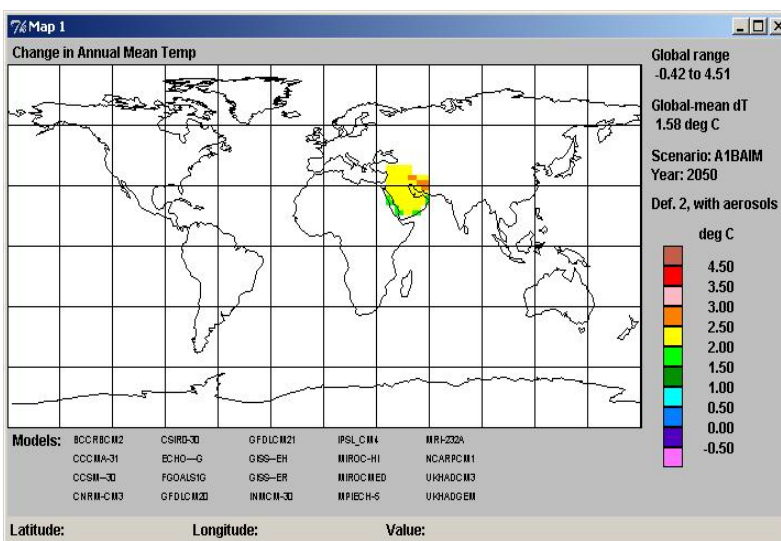 7% Map 1
Change in Annual Mean Temp
Global range
-0.42 to 4.51
Global-mean dT
1.58 deg C
Scenario: A1BAIM
Year: 2050
Def. 2, with aerosols
deg C
4.50
3.50
3.00
2.50
2.00
1.50
1.00
0.50
0.00
-0.50
Models: BCCRBCM2 CSIRO-30 GFDLCM21 IPSL_CM4 MRI-232A
CCCMA-31 ECHO---G GISS--EH MIROC-HI NCARPCM1
CCSM--30 FGOALS1G GISS--ER MIROCMED UKHADCM3
CNRM-CM3 GFDLCM20 INMCM-30 MPIECH-5 UKHADGEM
Latitude: Longitude: Value: